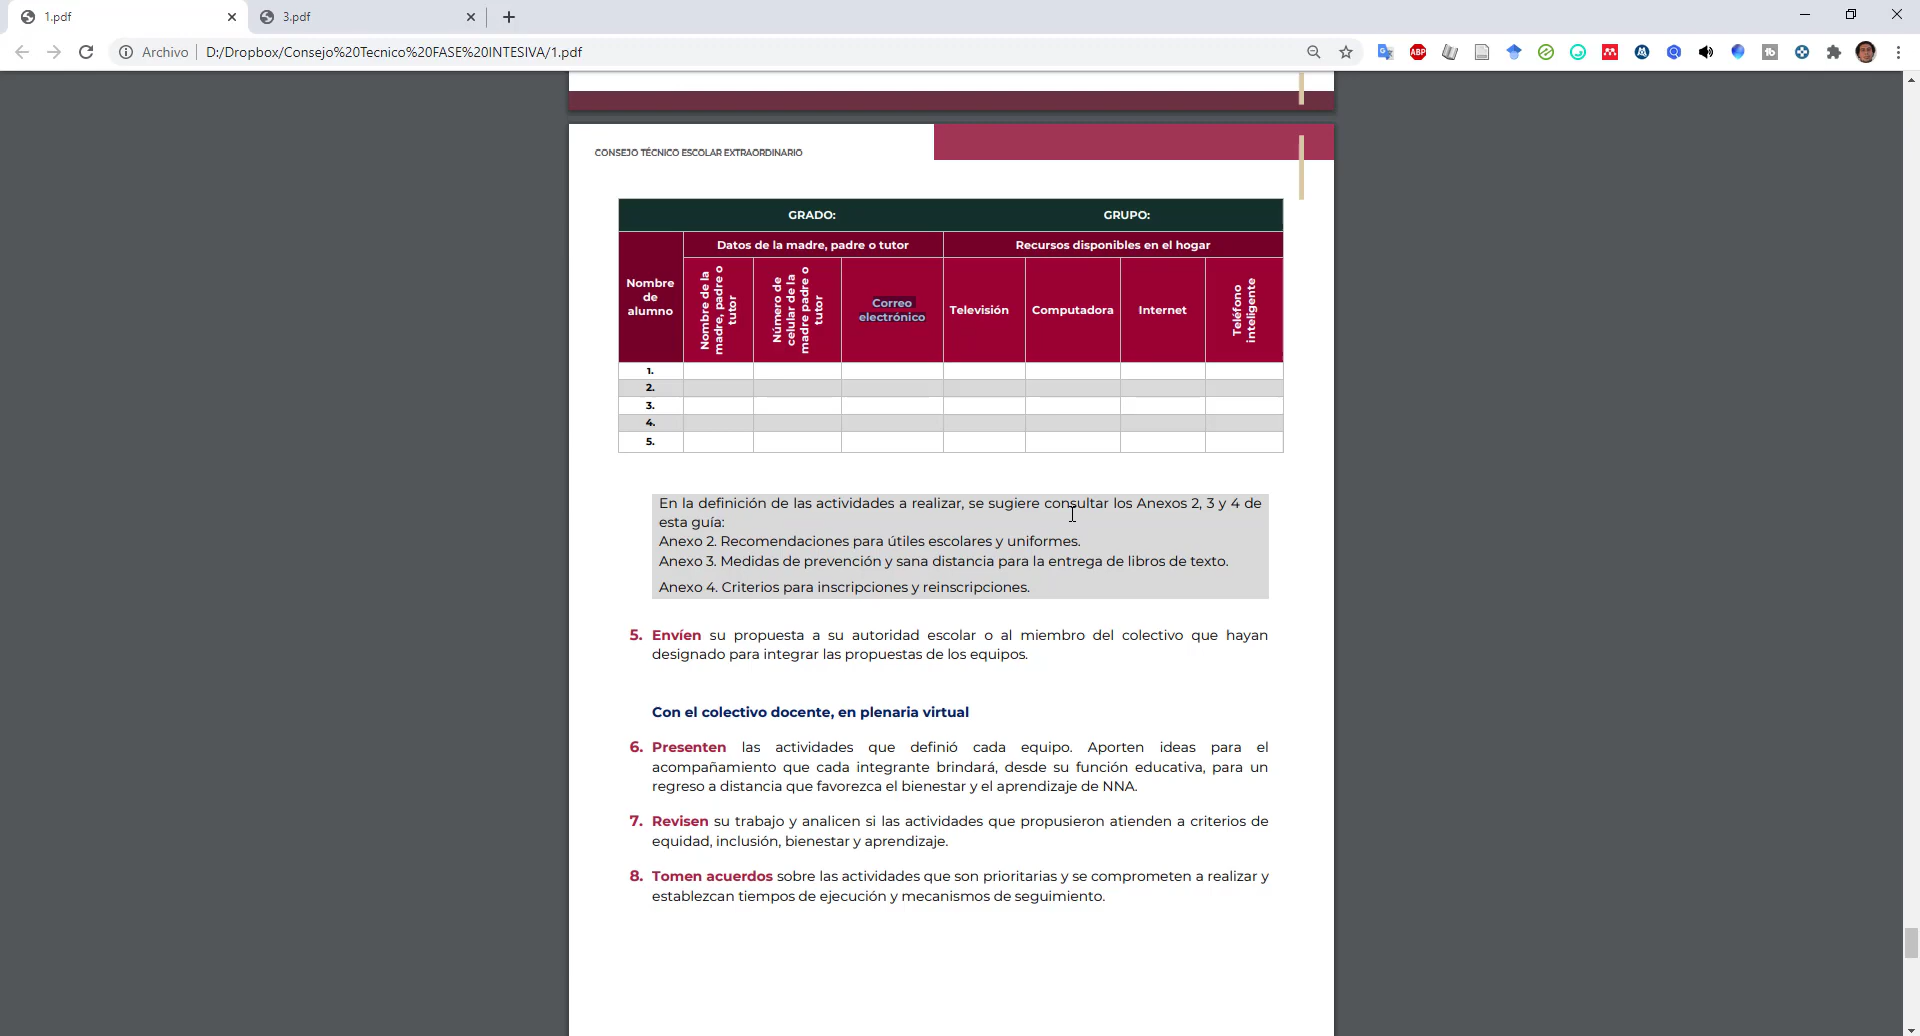 1.pdf
3.pdf
Archivo
D:/Dropbox/Consejo%20Tecnico%20FASE%20INTESIVA/1.pdf
ABP
CONSEJO TÉCNICO ESCOLAR EXTRAORDINARIO
GRADO: GRUPO:
Datos de la madre, padre o tutor
Recursos disponibles en el hogar
Nombre
de
alumno
Nombre de la
madre, padre o
tutor
Número de
celular de la
madre padre o
tutor
Correo
electrónico
Televisión
Computadora
Internet
Teléfono
inteligente
1.
2.
3.
4.
5.
En la definición de las actividades a realizar, se sugiere consultar los Anexos 2, 3 y 4 de
esta guía:
Anexo 2. Recomendaciones para útiles escolares y uniformes.
Anexo 3. Medidas de prevención y sana distancia para la entrega de libros de texto.
Anexo 4. Criterios para inscripciones y reinscripciones.
5. Envíen su propuesta a su autoridad escolar o al miembro del colectivo que hayan
designado para integrar las propuestas de los equipos.
Con el colectivo docente, en plenaria virtual
6. Presenten las actividades que definió cada equipo. Aporten ideas para el
acompañamiento que cada integrante brindará, desde su función educativa, para un
regreso a distancia que favorezca el bienestar y el aprendizaje de NNA.
7. Revisen su trabajo y analicen si las actividades que propusieron atienden a criterios de
equidad, inclusión, bienestar y aprendizaje.
8. Tomen acuerdos sobre las actividades que son prioritarias y se comprometen a realizar y
establezcan tiempos de ejecución y mecanismos de seguimiento.